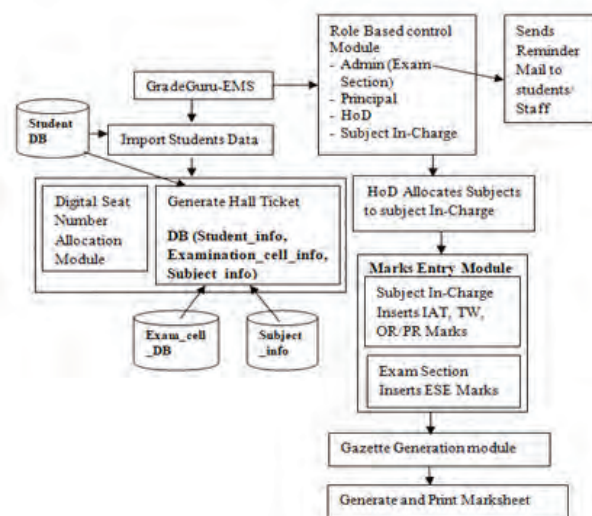 GradeGuru-EMS
Student
DB
Import Students Data
Digital Seat
Number
Allocation
Module
Generate Hall Ticket
DB (Student_info,
Examination_cell_info,
Subject_info)
Exam_cell
_DB
Subject
_info
Role Based control
Module
- Admin (Exam
Section)
- Principal
- HoD
- Subject In-Charge
Sends
Reminder
Mail to
students/
Staff
HoD Allocates Subjects
to subject In-Charge
Marks Entry Module
Subject In-Charge
Inserts IAT, TW,
OR/PR Marks
Exam Section
Inserts ESE Marks
Gazette Generation module
Generate and Print Marksheet